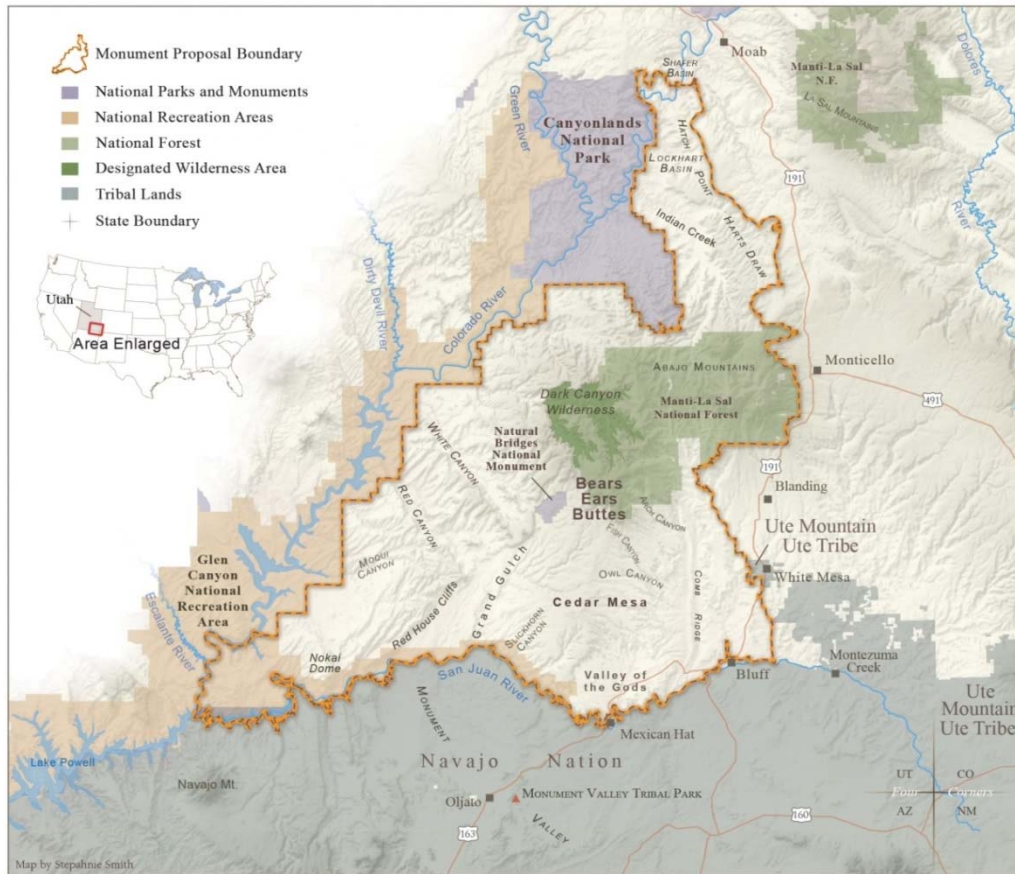 Monument Proposal Boundary
National Parks and Monuments
National Recreation Areas
National Forest
Designated Wilderness Area
Tribal Lands
State Boundary
Utah
Area Enlarged
Moab
SHAFER
BASIN
Manti-La Sal
N.F.
LA SAL MOUNTAINS
Dolores
River
Green River
Canyonlands
National
Park
HATCH
POINT
LOCKHART
BASIN
191
Indian Creek
HARTS DRAW
Dirty Devil River
Colorado River
ABAJO MOUNTAINS
Monticello
Manti-La Sal
National Forest
491
Dark Canyon
Wilderness
Natural
Bridges
National
Monument
WHITE CANYON
RED CANYON
191
Blanding
Bears
Ears
Buttes
ARCH CANYON
FISH CANYON
OWL CANYON
Ute Mountain
Ute Tribe
White Mesa
Glen
Canyon
National
Recreation
Area
MOQUI
CANYON
Grand Gulch
Cedar Mesa
COMB
RIDGE
Escalante River
Red House Cliffs
SLICKHORN
CANYON
Nokai
Dome
San Juan River
Valley
of the Gods
Bluff
Montezuma
Creek
Ute
Mountain
Ute Tribe
MONUMENT
VALLEY
Mexican Hat
Lake Powell
Navajo Mt.
Navajo Nation
Oljato
MONUMENT VALLEY TRIBAL PARK
UT CO
Four Corners
AZ NM
163
160
Map by Stepahnie Smith